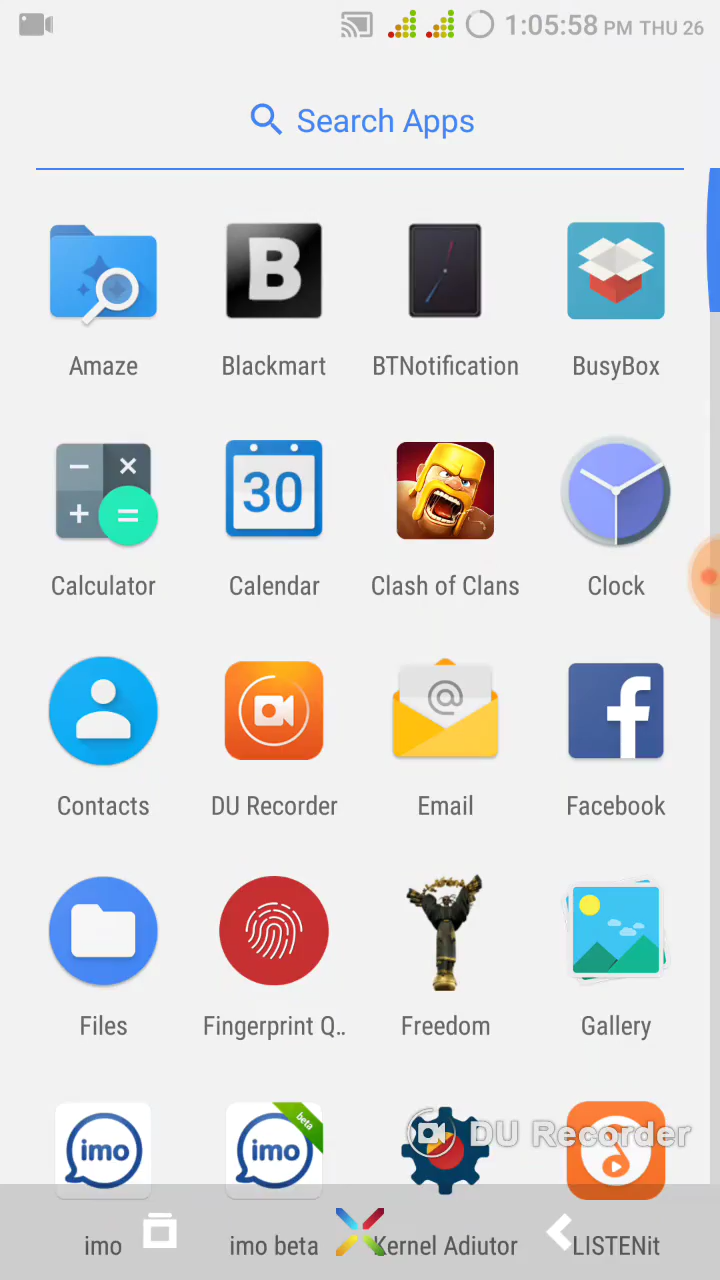 1:05:58 PM THU 26
Search Apps
B
Amaze
Blackmart
BTNotification
BusyBox
30
Calculator
Calendar
Clash of Clans
Clock
@
f
Contacts
DU Recorder
Email
Facebook
Files
Fingerprint Q..
Freedom
Gallery
imo
imo
beta
DU Recorder
imo
imo beta
Kernel Adiutor
LISTENit